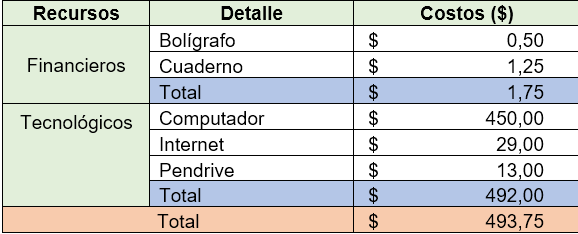 Recursos Detalle Costos ($)
Financieros Bolígrafo $ 0,50
Cuaderno $ 1,25
Total $ 1,75
Tecnológicos Computador $ 450,00
Internet $ 29,00
Pendrive $ 13,00
Total $ 492,00
Total $ 493,75